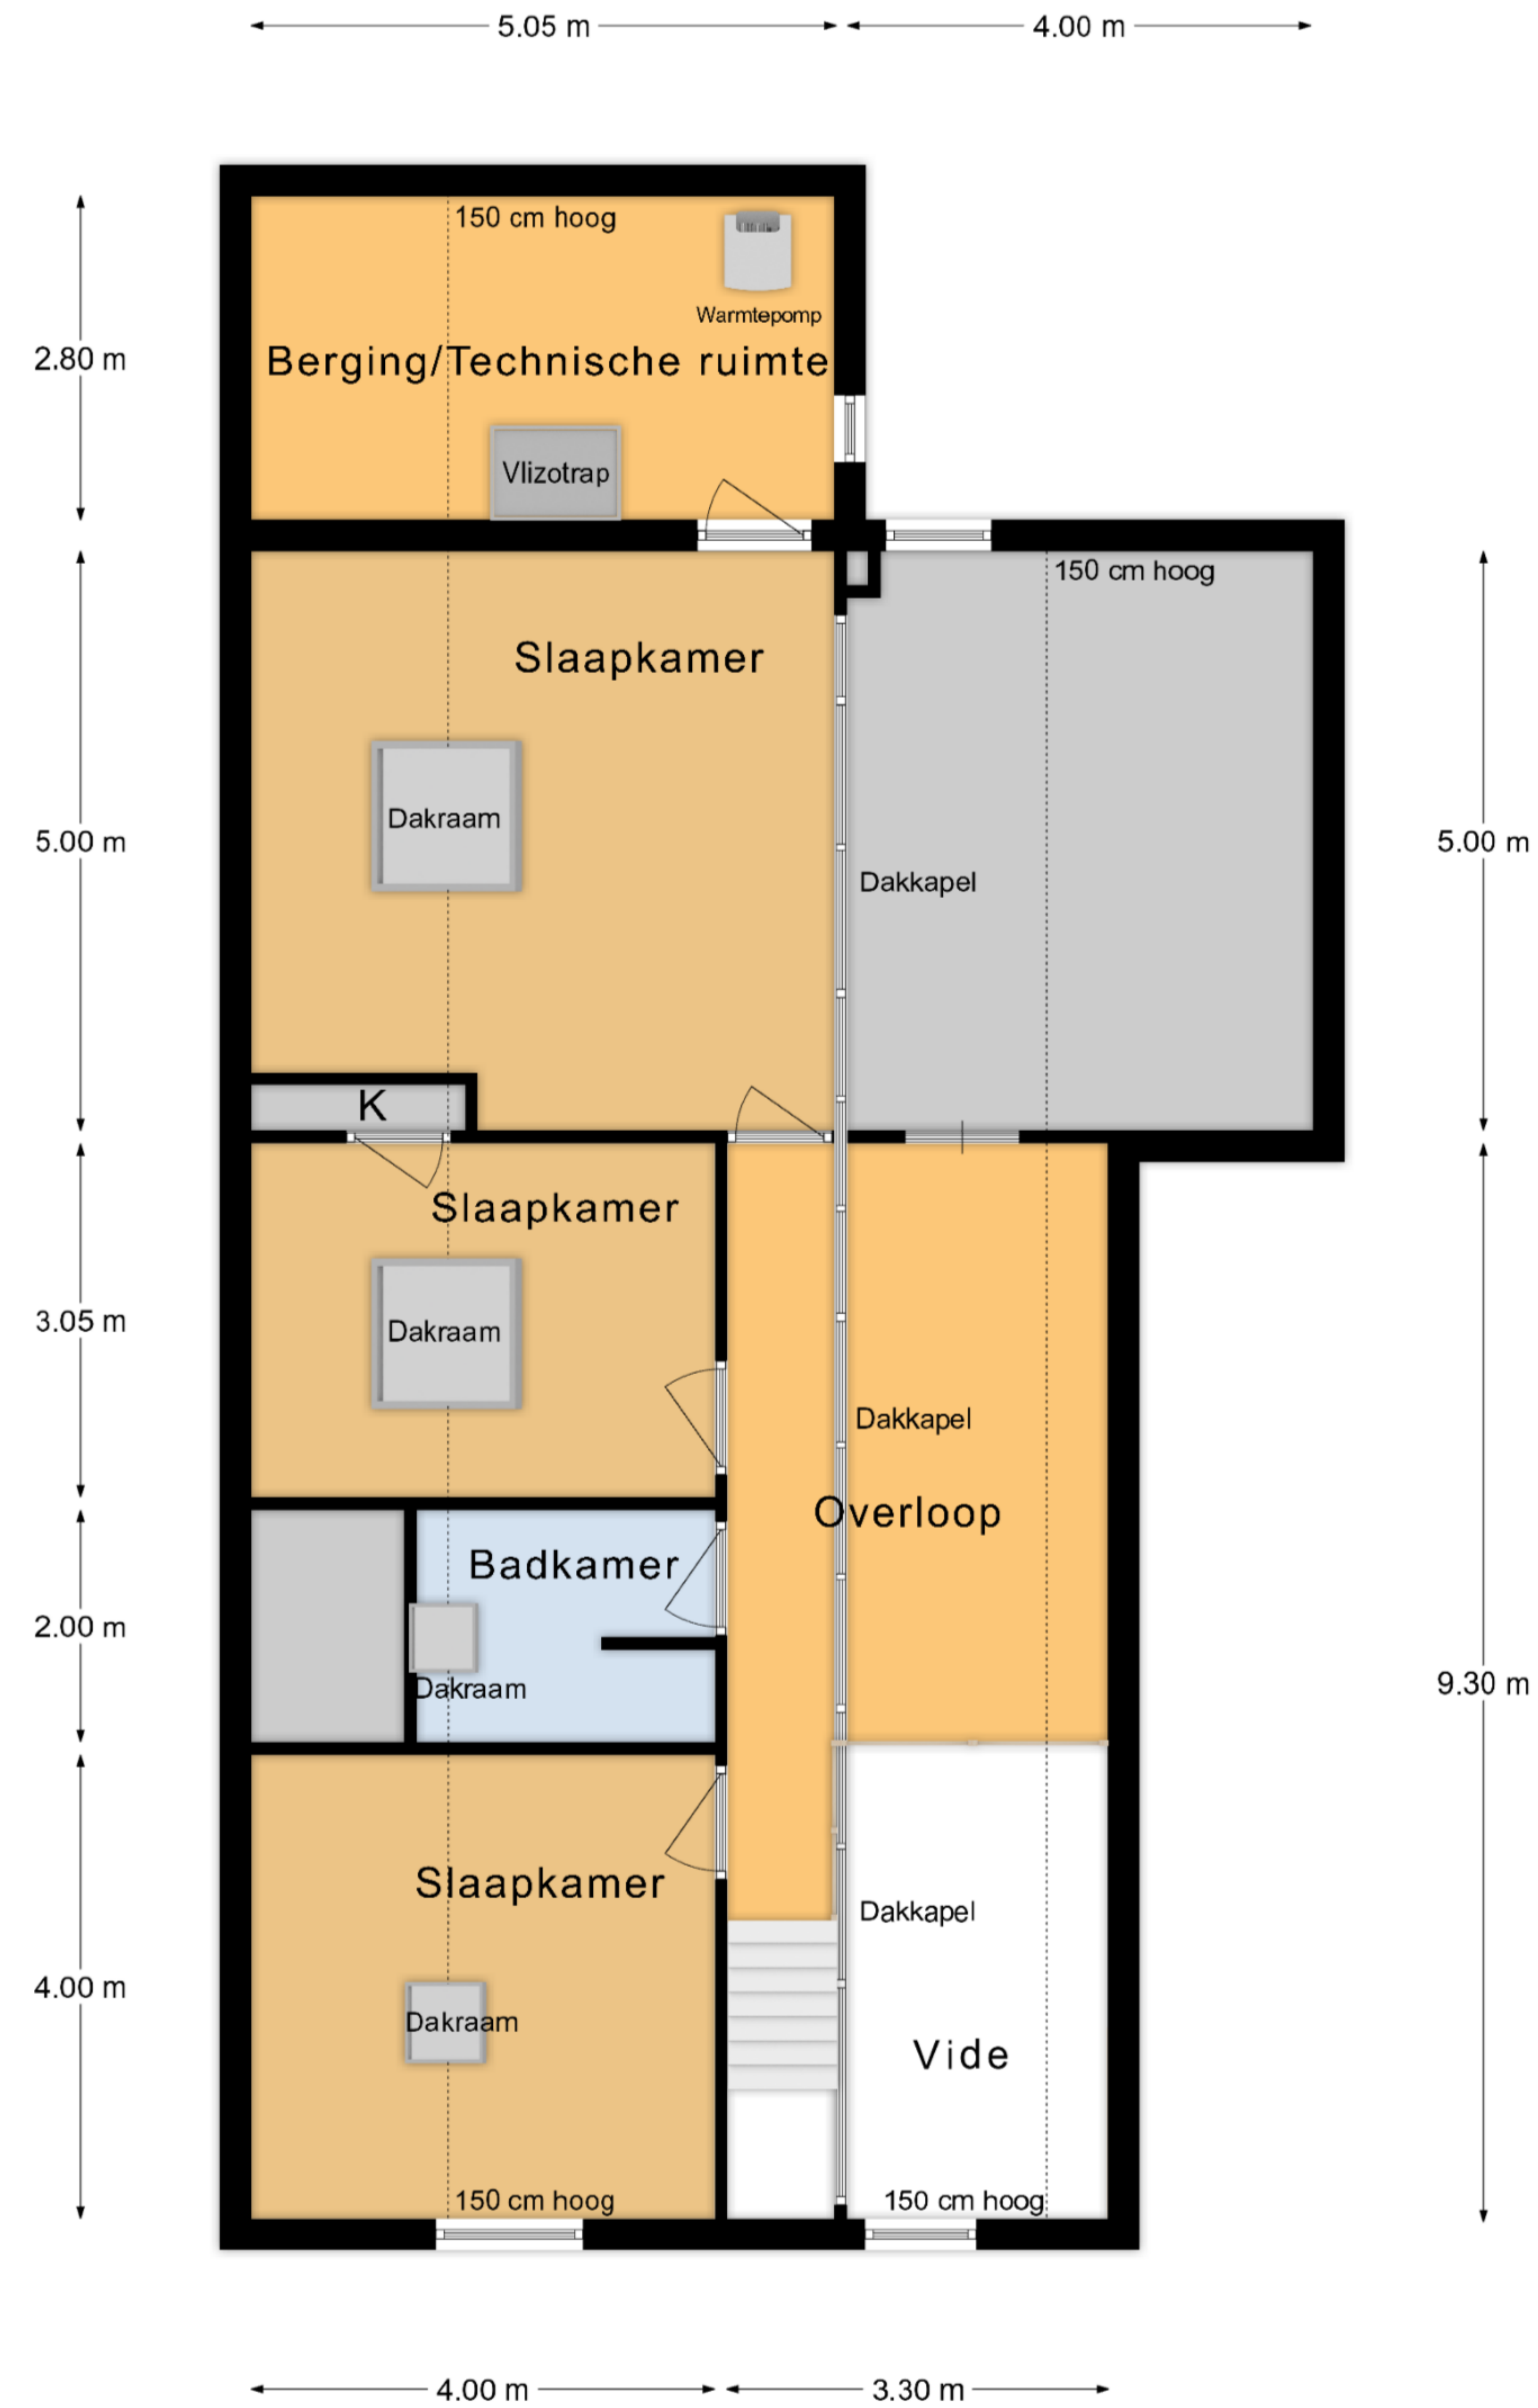 5.05 m
4.00 m
150 cm hoog
Warmtepomp
2.80 m
Berging/Technische ruimte
Vlizotrap
150 cm hoog
Slaapkamer
Dakraam
5.00 m
5.00 m
Dakkapel
K
Slaapkamer
3.05 m
Dakraam
Dakkapel
Overloop
Badkamer
2.00 m
Dakraam
9.30 m
Slaapkamer
Dakkapel
4.00 m
Dakraam
Vide
150 cm hoog
150 cm hoog
4.00 m
3.30 m